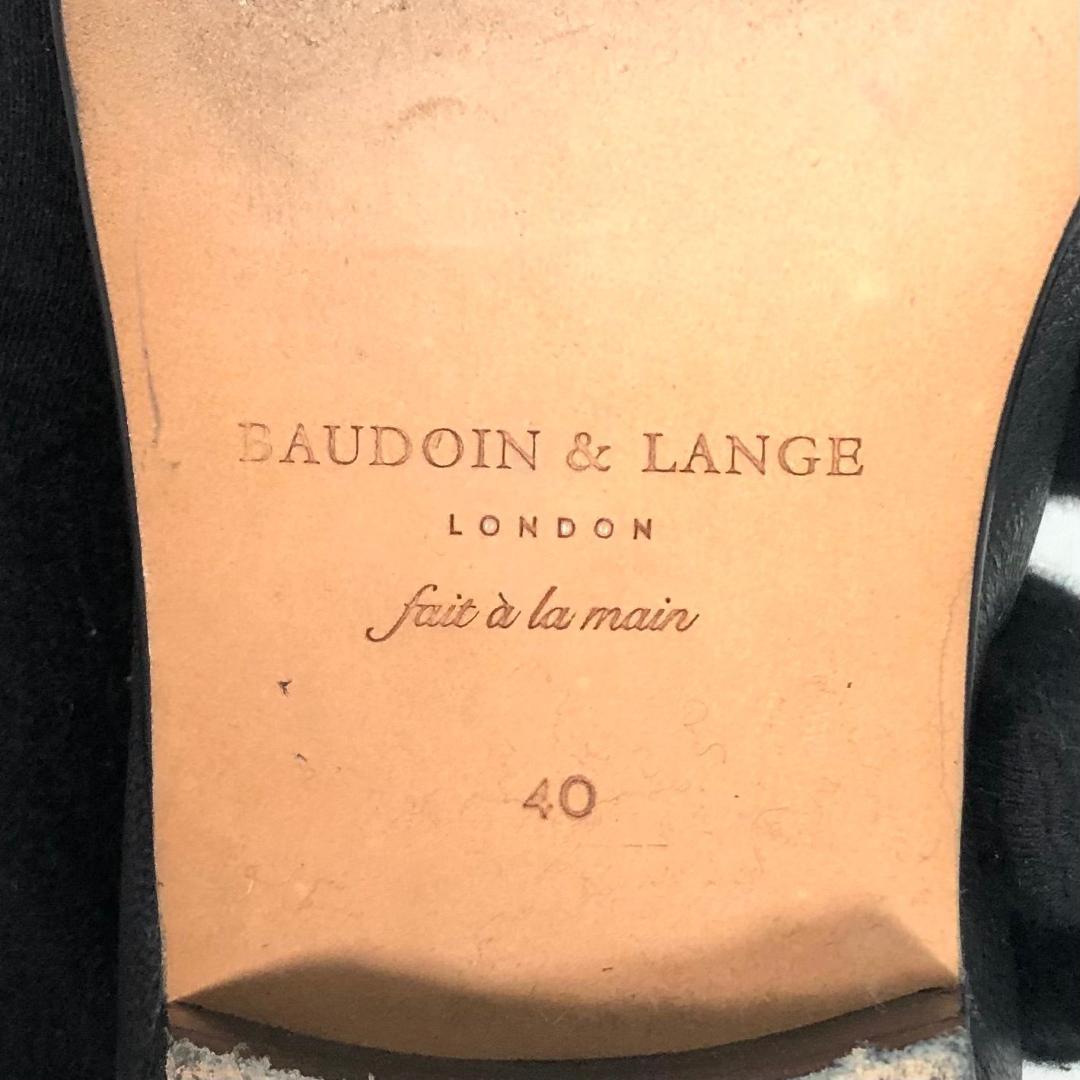 BAUDOIN & LANGE
LONDON
fait à la main
40